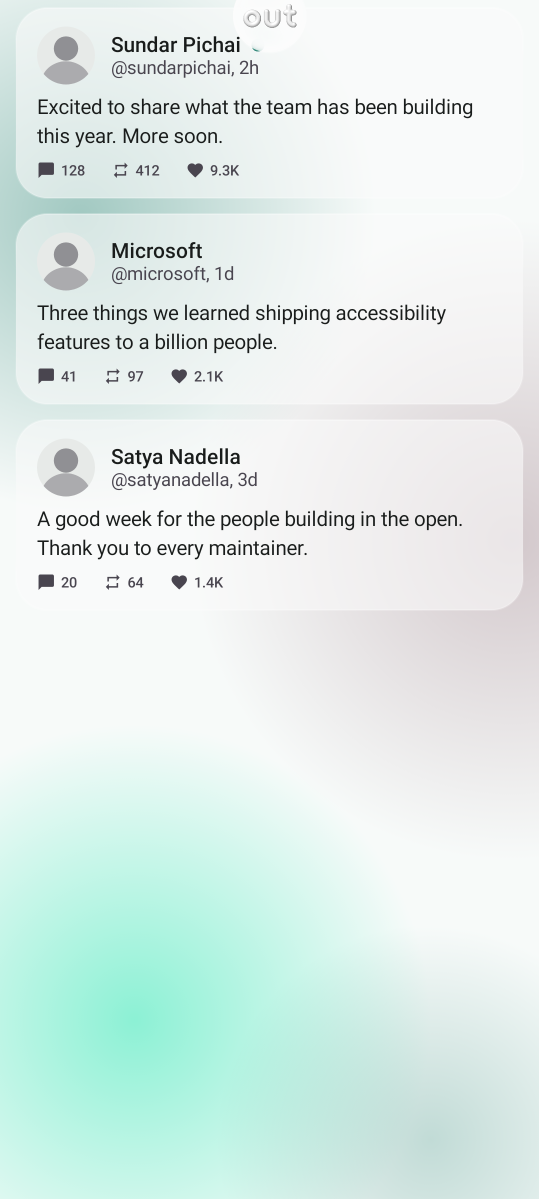 out
Sundar Pichai
@sundarpichai, 2h
Excited to share what the team has been building
this year. More soon.
128 412 9.3K
Microsoft
@microsoft, 1d
Three things we learned shipping accessibility
features to a billion people.
41 97 2.1K
Satya Nadella
@satyanadella, 3d
A good week for the people building in the open.
Thank you to every maintainer.
20 64 1.4K